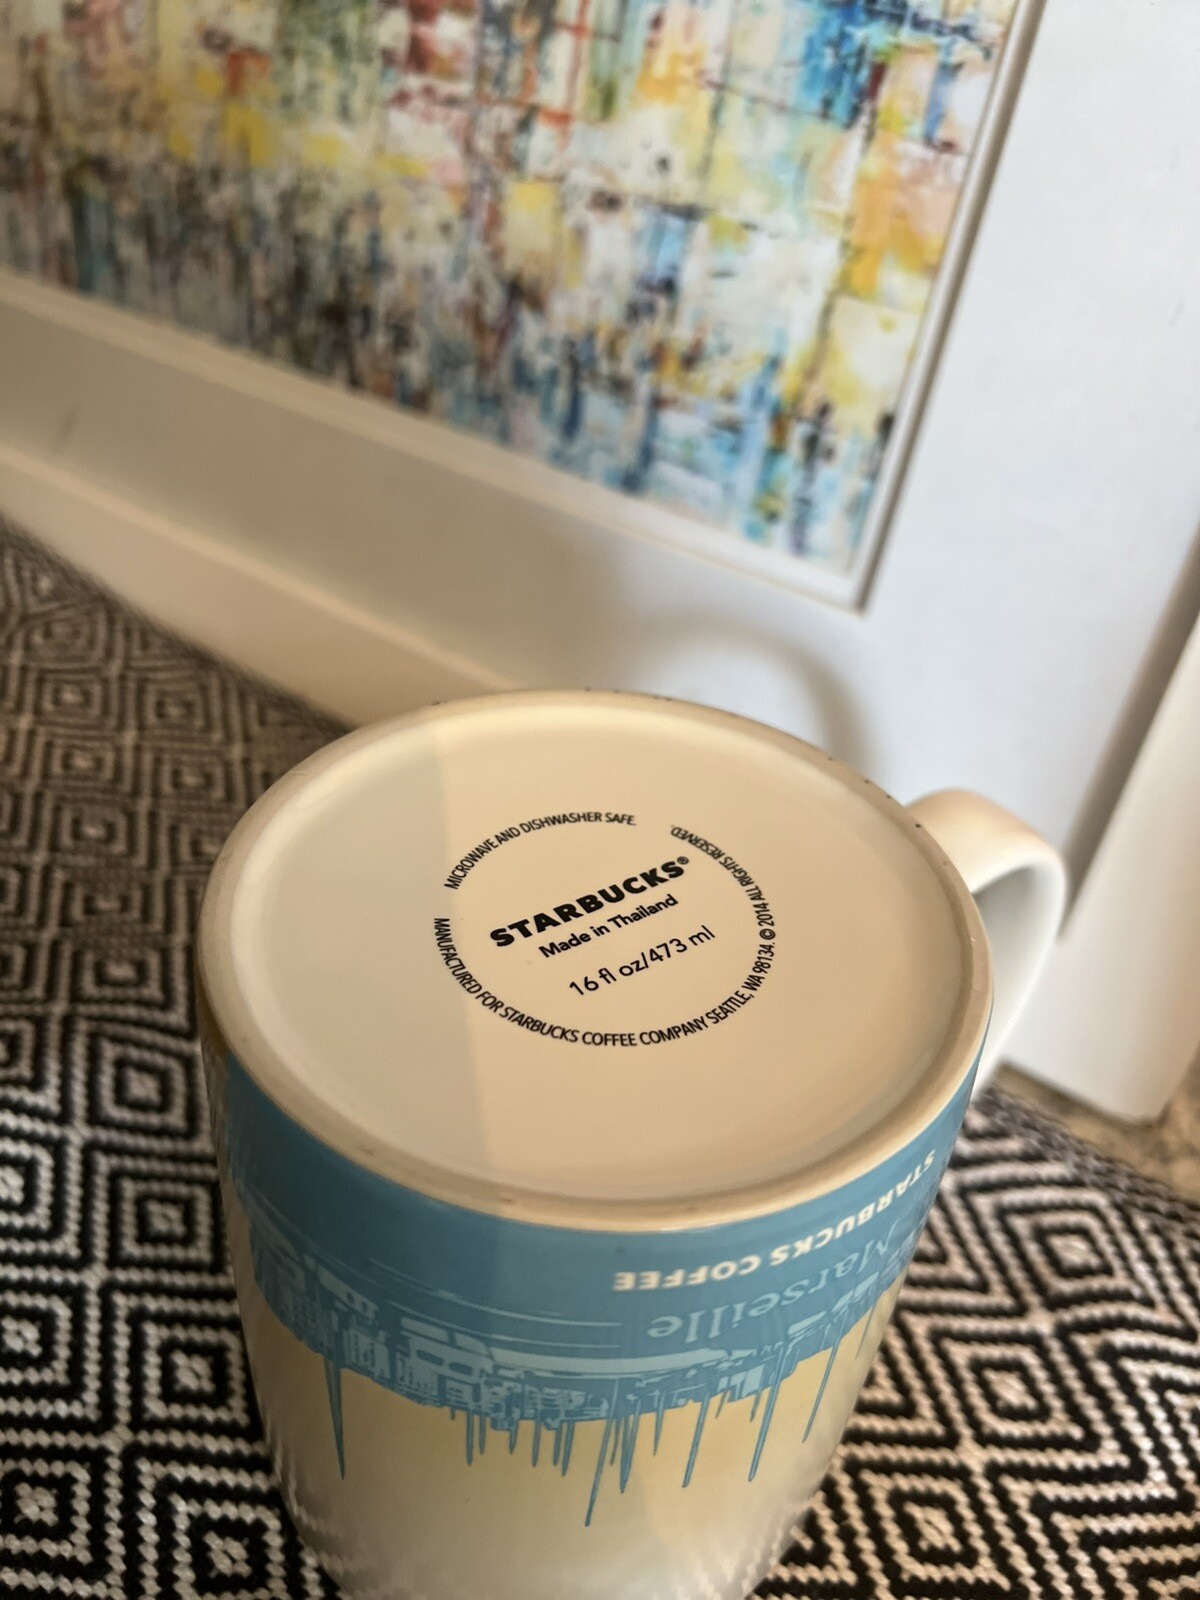 MICROWAVE AND DISHWASHER SAFE.
STARBUCKS®
Made in Thailand
16 fl oz/473 ml
MANUFACTURED FOR STARBUCKS COFFEE COMPANY SEATTLE, WA 98134. © 2014 ALL RIGHTS RESERVED.
STARBUCKS COFFEE
Marseille